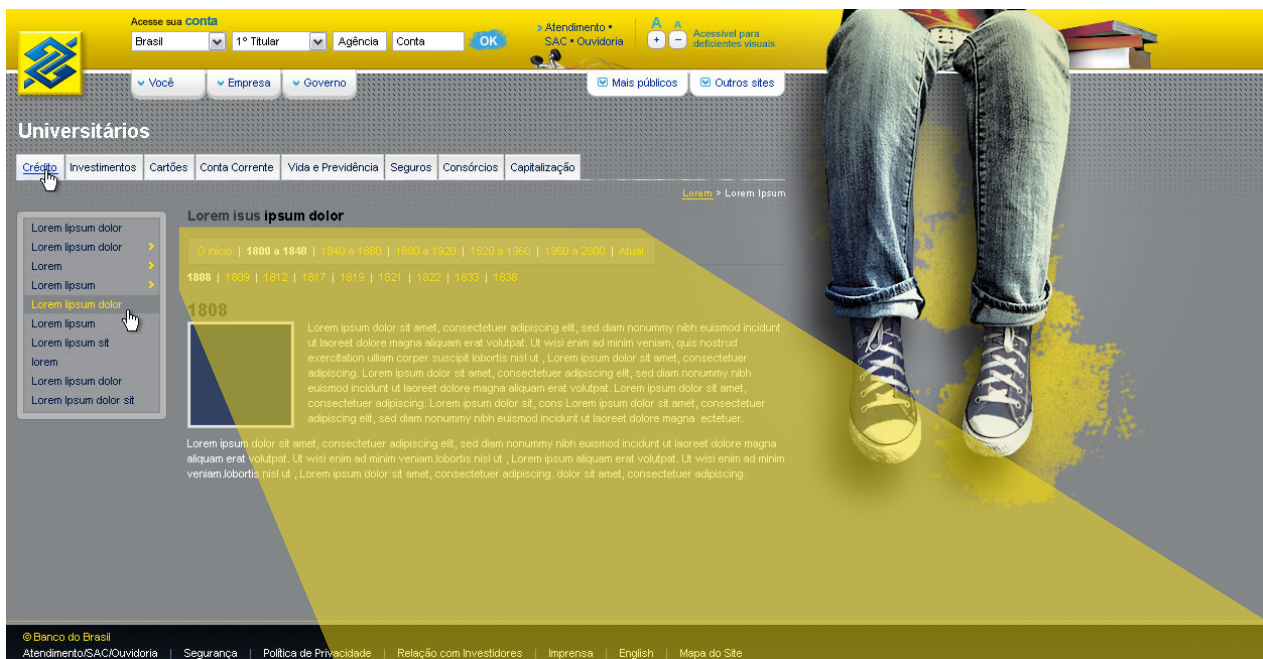 Acesse sua conta
Brasil 1º Titular Agência Conta OK
› Atendimento •
SAC • Ouvidoria
A A
+ −
Acessível para
deficientes visuais
Você Empresa Governo Mais públicos Outros sites
Universitários
Crédito Investimentos Cartões Conta Corrente Vida e Previdência Seguros Consórcios Capitalização
Lorem > Lorem Ipsum
Lorem lipsum dolor
Lorem lipsum dolor ›
Lorem ›
Lorem lipsum ›
Lorem lipsum dolor
Lorem lipsum
Lorem lipsum sit
lorem
Lorem lipsum dolor
Lorem Ipsum dolor sit
Lorem isus ipsum dolor
O início | 1800 a 1840 | 1840 a 1880 | 1880 a 1920 | 1820 a 1960 | 1960 a 2000 | Atual
1808 | 1809 | 1812 | 1817 | 1819 | 1821 | 1822 | 1833 | 1838
1808
Lorem ipsum dolor sit amet, consectetuer adipiscing elit, sed diam nonummy nibh euismod incidunt
ut laoreet dolore magna aliquam erat volutpat. Ut wisi enim ad minim veniam, quis nostrud
exercitation ulliam corper suscipit lobortis nisl ut , Lorem ipsum dolor sit amet, consectetuer
adipiscing. Lorem ipsum dolor sit amet, consectetuer adipiscing elit, sed diam nonummy nibh
euismod incidunt ut laoreet dolore magna aliquam erat volutpat. Lorem ipsum dolor sit amet,
consectetuer adipiscing. Lorem ipsum dolor sit, cons Lorem ipsum dolor sit amet, consectetuer
adipiscing elit, sed diam nonummy nibh euismod incidunt ut laoreet dolore magna ectetuer.
Lorem ipsum dolor sit amet, consectetuer adipiscing elit, sed diam nonummy nibh euismod incidunt ut laoreet dolore magna
aliquam erat volutpat. Ut wisi enim ad minim veniam.lobortis nisl ut , Lorem ipsum aliquam erat volutpat. Ut wisi enim ad minim
veniam.lobortis nisl ut , Lorem ipsum dolor sit amet, consectetuer adipiscing. dolor sit amet, consectetuer adipiscing.
© Banco do Brasil
Atendimento/SAC/Ouvidoria | Segurança | Política de Privacidade | Relação com Investidores | Imprensa | English | Mapa do Site